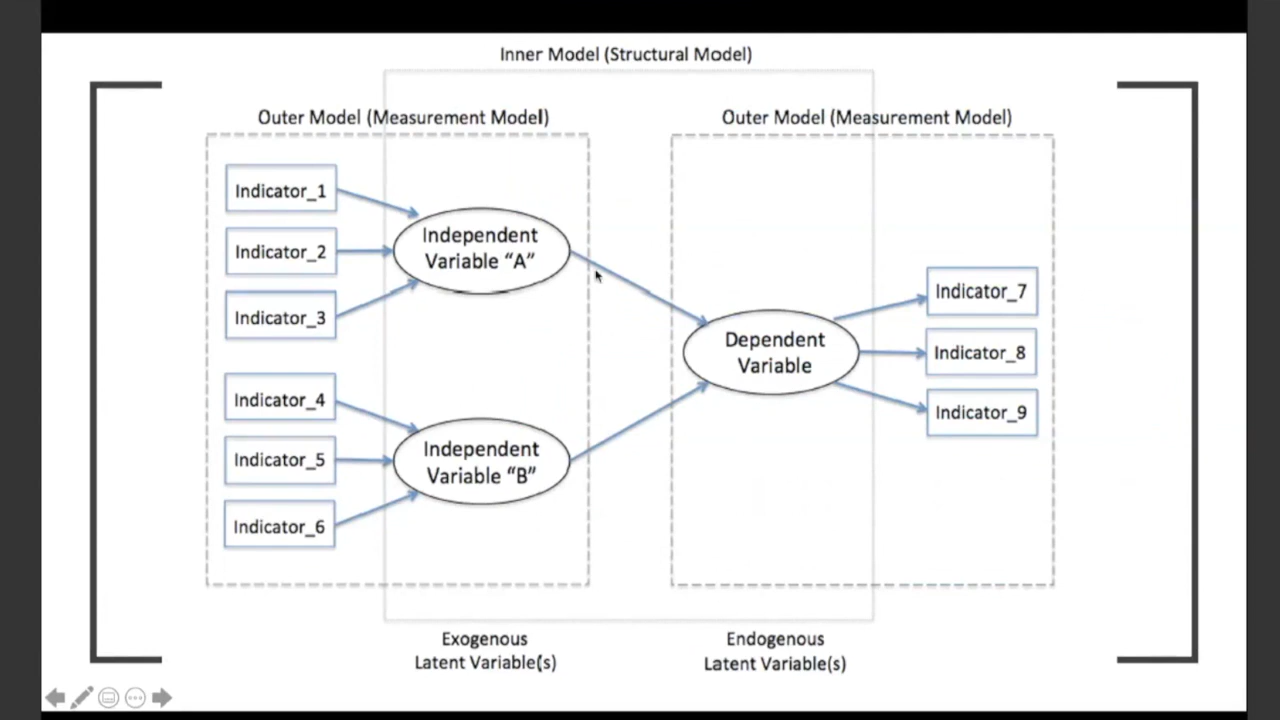 Inner Model (Structural Model)
Outer Model (Measurement Model)
Outer Model (Measurement Model)
Indicator_1
Indicator_2
Indicator_3
Independent
Variable “A”
Indicator_4
Indicator_5
Indicator_6
Independent
Variable “B”
Dependent
Variable
Indicator_7
Indicator_8
Indicator_9
Exogenous
Latent Variable(s)
Endogenous
Latent Variable(s)